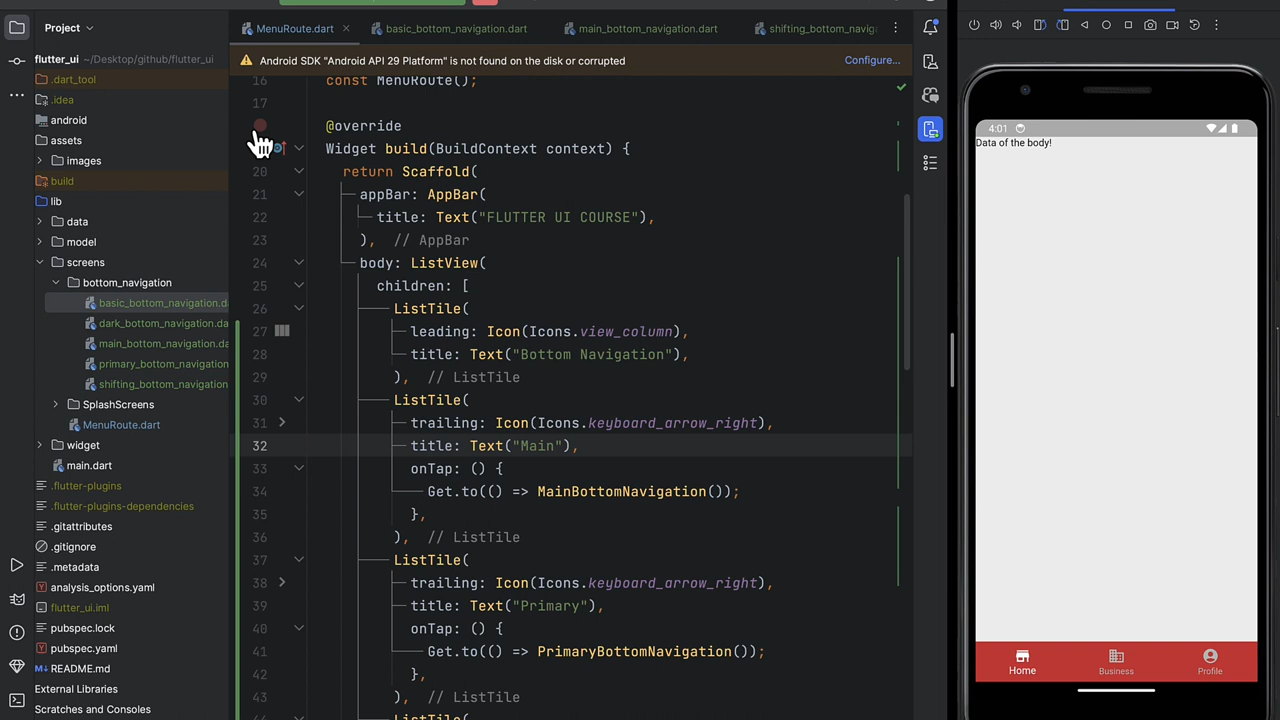 Project
MenuRoute.dart
basic_bottom_navigation.dart
main_bottom_navigation.dart
shifting_bottom_navig
flutter_ui ~/Desktop/github/flutter_ui
Android SDK "Android API 29 Platform" is not found on the disk or corrupted
Configure...
.dart_tool
.idea
android
assets
images
build
lib
data
model
screens
bottom_navigation
basic_bottom_navigation.d
dark_bottom_navigation.da
main_bottom_navigation.da
primary_bottom_navigation
shifting_bottom_navigation
SplashScreens
MenuRoute.dart
widget
main.dart
.flutter-plugins
.flutter-plugins-dependencies
.gitattributes
.gitignore
.metadata
analysis_options.yaml
flutter_ui.iml
pubspec.lock
pubspec.yaml
README.md
External Libraries
Scratches and Consoles
16 const MenuRoute();
17
@override
Widget build(BuildContext context) {
20 return Scaffold(
21 appBar: AppBar(
22 title: Text("FLUTTER UI COURSE"),
23 ), // AppBar
24 body: ListView(
25 children: [
26 ListTile(
27 leading: Icon(Icons.view_column),
28 title: Text("Bottom Navigation"),
29 ), // ListTile
30 ListTile(
31 trailing: Icon(Icons.keyboard_arrow_right),
32 title: Text("Main"),
33 onTap: () {
34 Get.to(() => MainBottomNavigation());
35 },
36 ), // ListTile
37 ListTile(
38 trailing: Icon(Icons.keyboard_arrow_right),
39 title: Text("Primary"),
40 onTap: () {
41 Get.to(() => PrimaryBottomNavigation());
42 },
43 ), // ListTile
ListTile(
4:01
Data of the body!
Home
Business
Profile